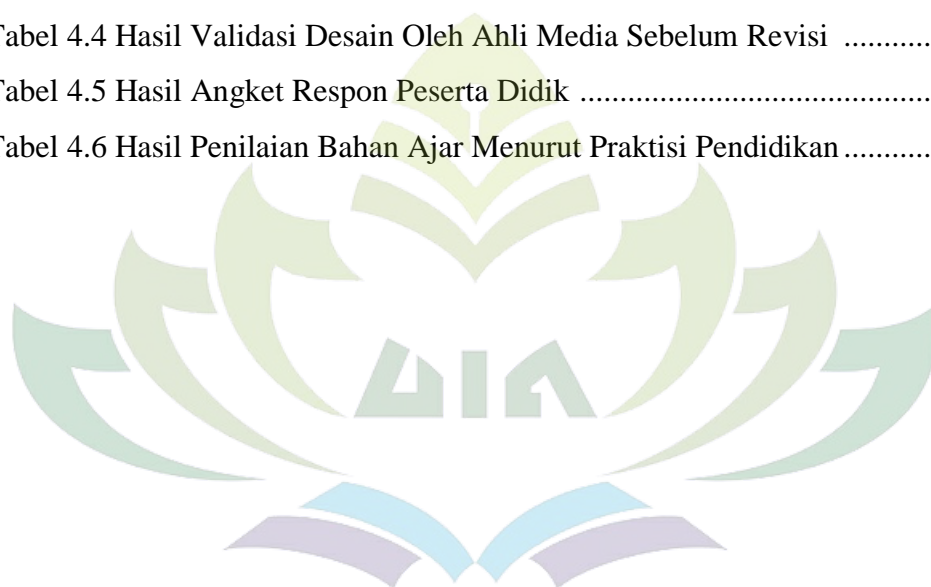 Tabel 4.4 Hasil Validasi Desain Oleh Ahli Media Sebelum Revisi ...........
Tabel 4.5 Hasil Angket Respon Peserta Didik ............................................
Tabel 4.6 Hasil Penilaian Bahan Ajar Menurut Praktisi Pendidikan...........
UIN